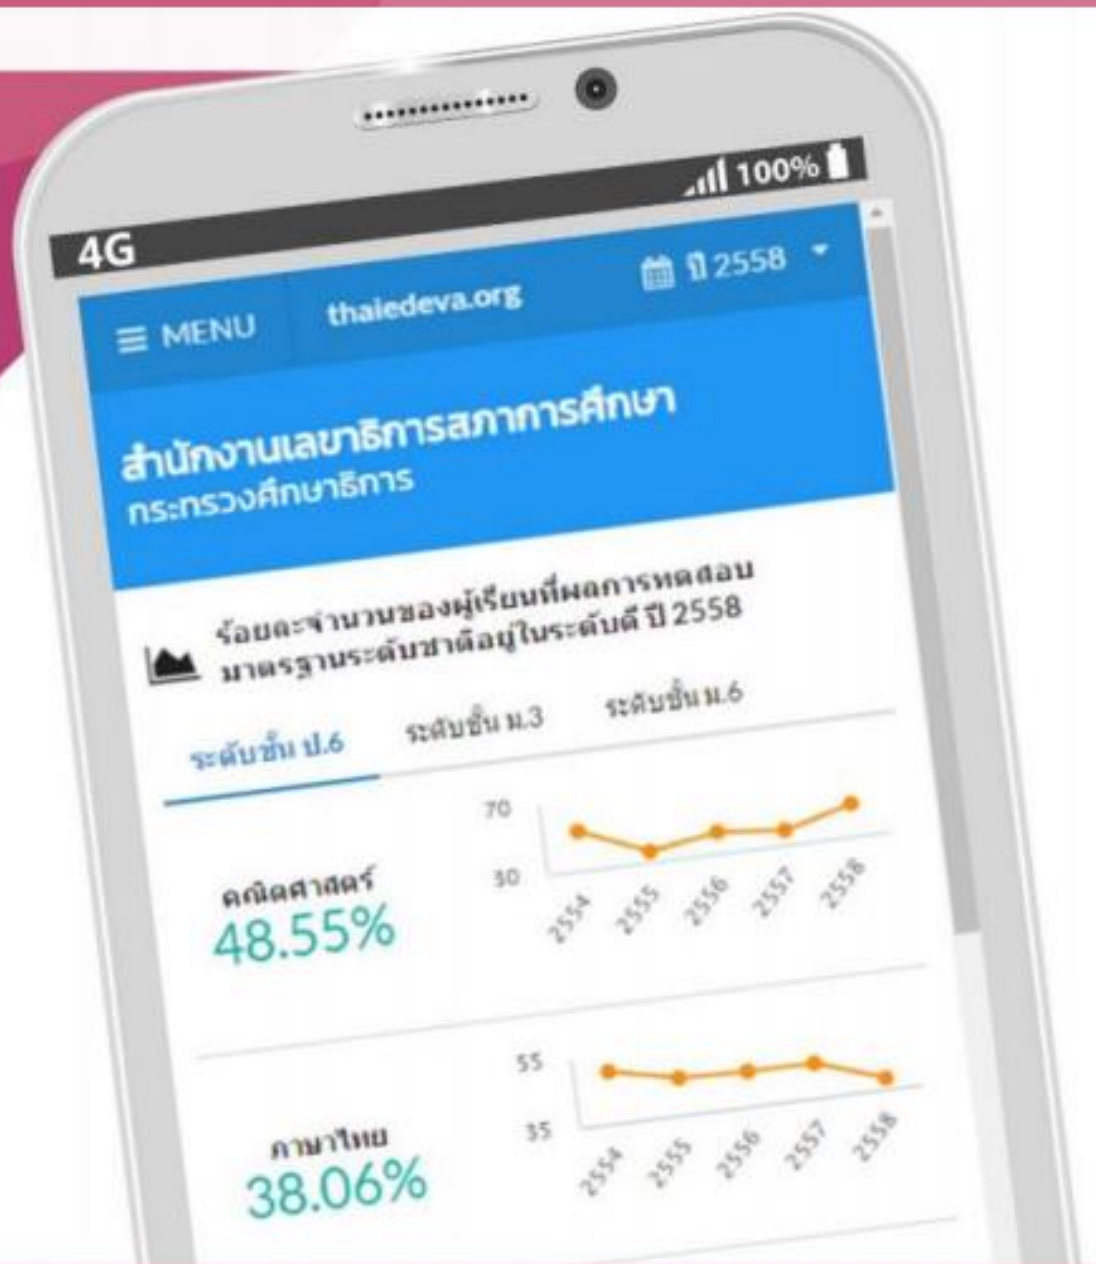 4G 100%
MENU thaiedeva.org ปี 2558
สำนักงานเลขาธิการสภาการศึกษา
กระทรวงศึกษาธิการ
ร้อยละจำนวนของผู้เรียนที่ผลการทดสอบ
มาตรฐานระดับชาติอยู่ในระดับดี ปี 2558
ระดับชั้น ป.6 ระดับชั้น ม.3 ระดับชั้น ม.6
70
30
คณิตศาสตร์
48.55%
2554 2555 2556 2557 2558
55
35
ภาษาไทย
38.06%
2554 2555 2556 2557 2558